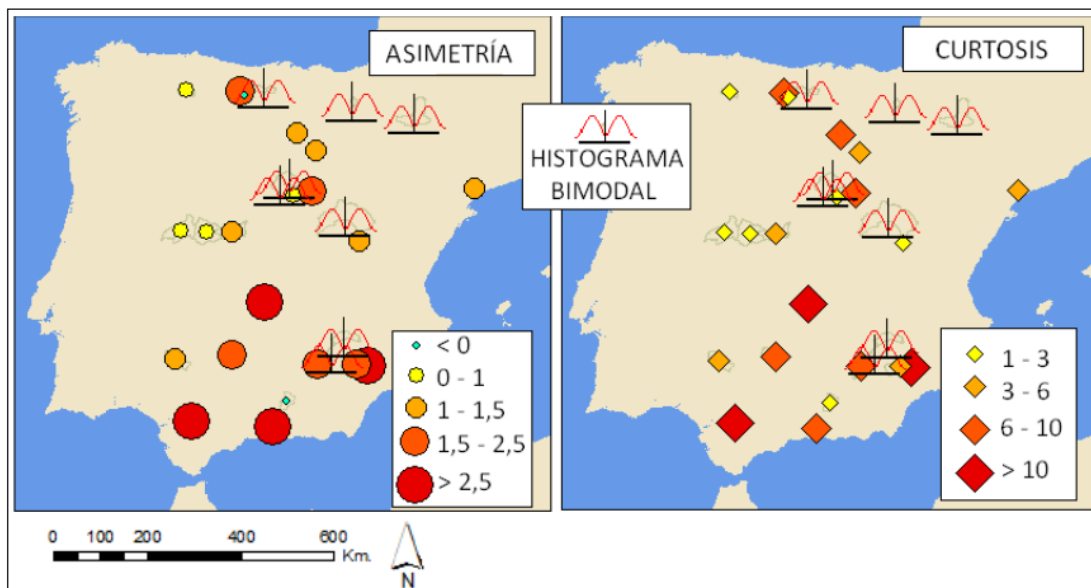 ASIMETRÍA
CURTOSIS
HISTOGRAMA
BIMODAL
< 0
0 - 1
1 - 1,5
1,5 - 2,5
> 2,5
1 - 3
3 - 6
6 - 10
> 10
0 100 200 400 600
Km.
N